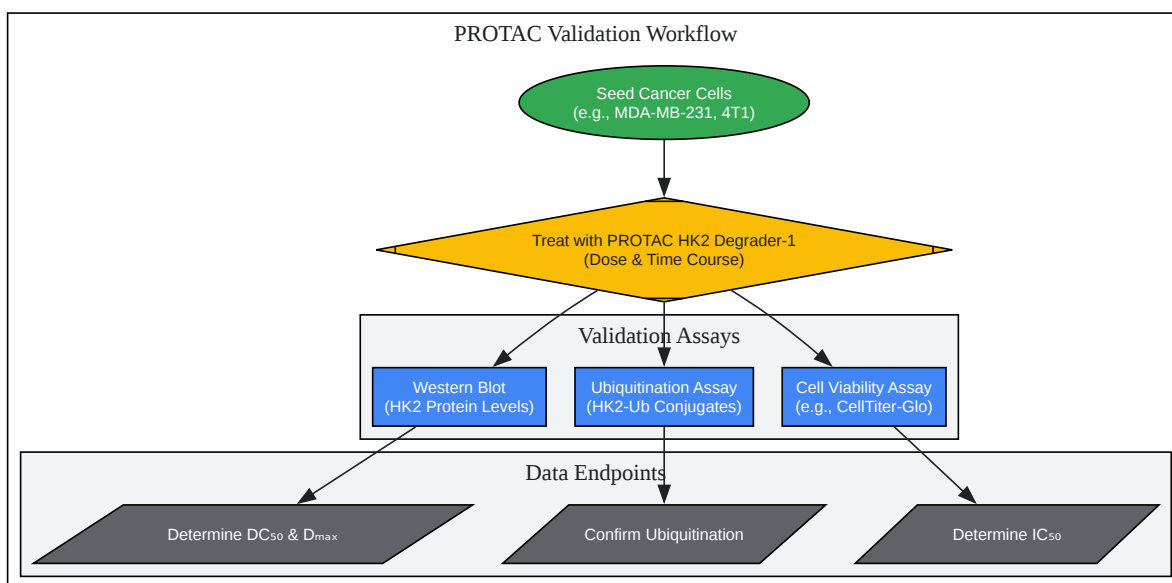 PROTAC Validation Workflow
Seed Cancer Cells
(e.g., MDA-MB-231, 4T1)
Treat with PROTAC HK2 Degrader-1
(Dose & Time Course)
Validation Assays
Western Blot
(HK2 Protein Levels)
Ubiquitination Assay
(HK2-Ub Conjugates)
Cell Viability Assay
(e.g., CellTiter-Glo)
Data Endpoints
Determine DC₅₀ & Dₘₐₓ
Confirm Ubiquitination
Determine IC₅₀